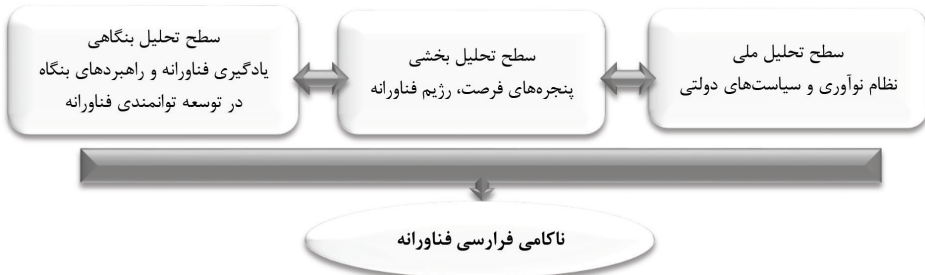 سطح تحلیل ملی
نظام نوآوری و سیاست‌های دولتی
سطح تحلیل بخشی
پنجره‌های فرصت، رژیم فناورانه
سطح تحلیل بنگاهی
یادگیری فناورانه و راهبردهای بنگاه
در توسعه توانمندی فناورانه
ناکامی فرارسی فناورانه